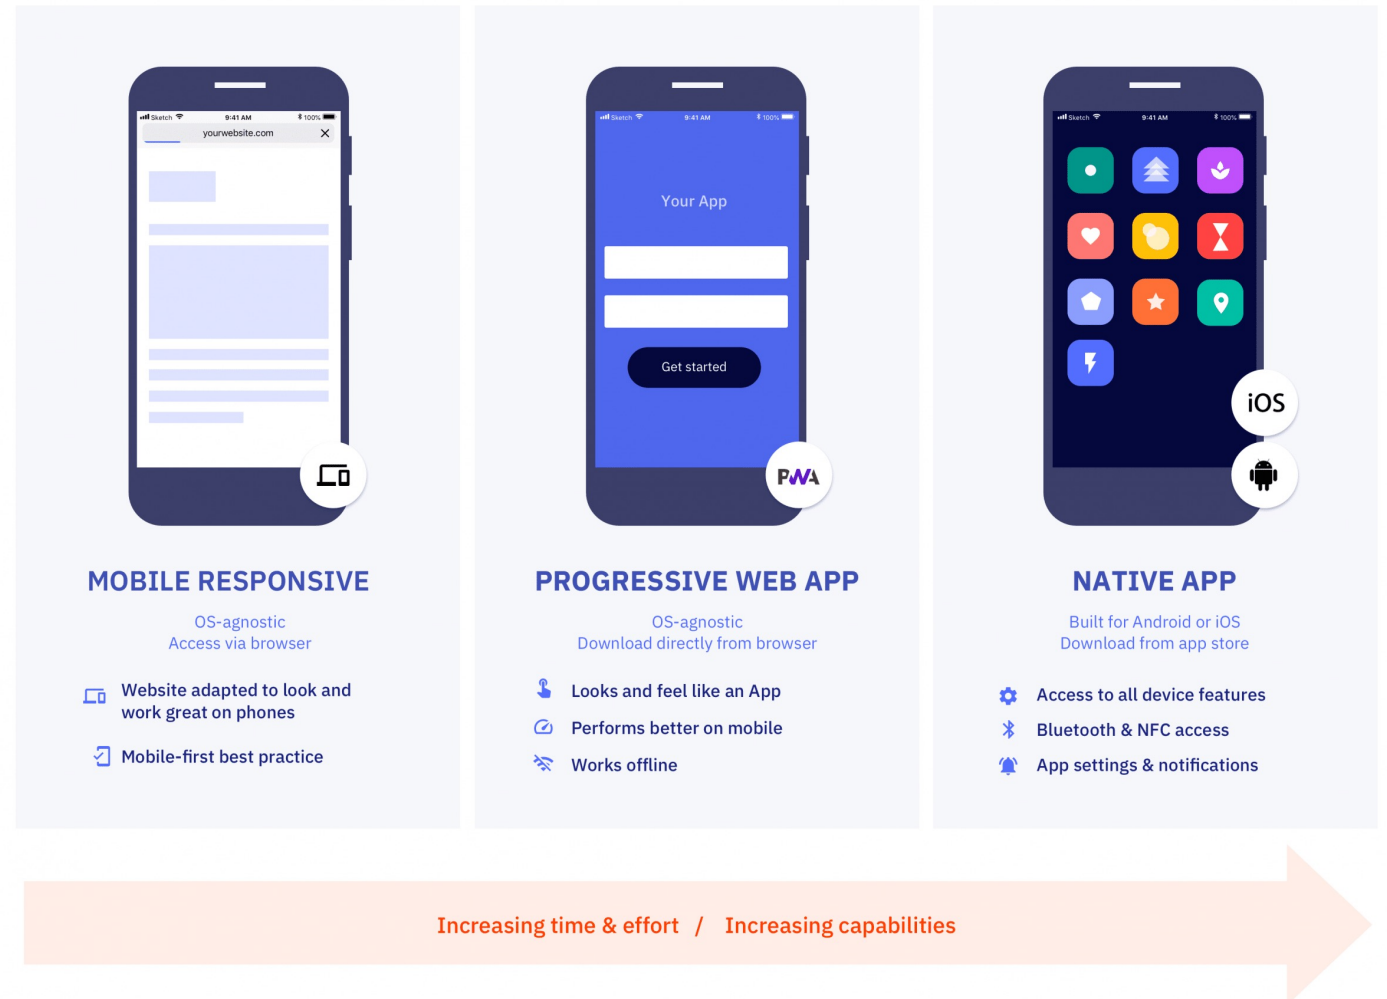 Sketch 9:41 AM 100%
yourwebsite.com
MOBILE RESPONSIVE
OS-agnostic
Access via browser
Website adapted to look and
work great on phones
Mobile-first best practice
Sketch 9:41 AM 100%
Your App
Get started
PWA
PROGRESSIVE WEB APP
OS-agnostic
Download directly from browser
Looks and feel like an App
Performs better on mobile
Works offline
Sketch 9:41 AM 100%
iOS
NATIVE APP
Built for Android or iOS
Download from app store
Access to all device features
Bluetooth & NFC access
App settings & notifications
Increasing time & effort / Increasing capabilities